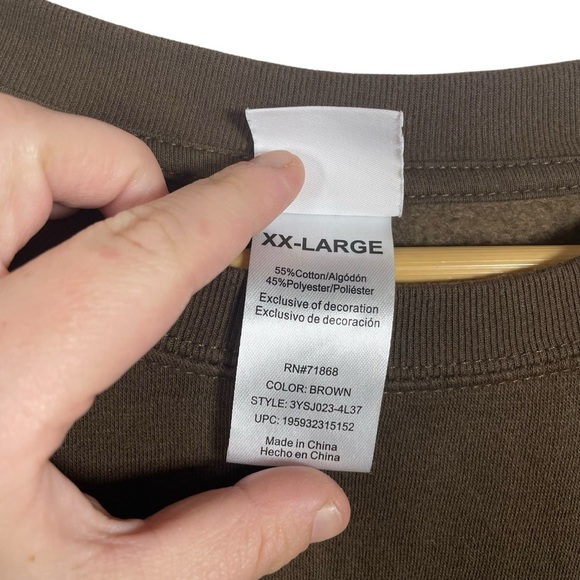 XX-LARGE
55%Cotton/Algódón
45%Polyester/Poliéster
Exclusive of decoration
Exclusivo de decoración
RN#71868
COLOR: BROWN
STYLE: 3YSJ023-4L37
UPC: 195932315152
Made in China
Hecho en China